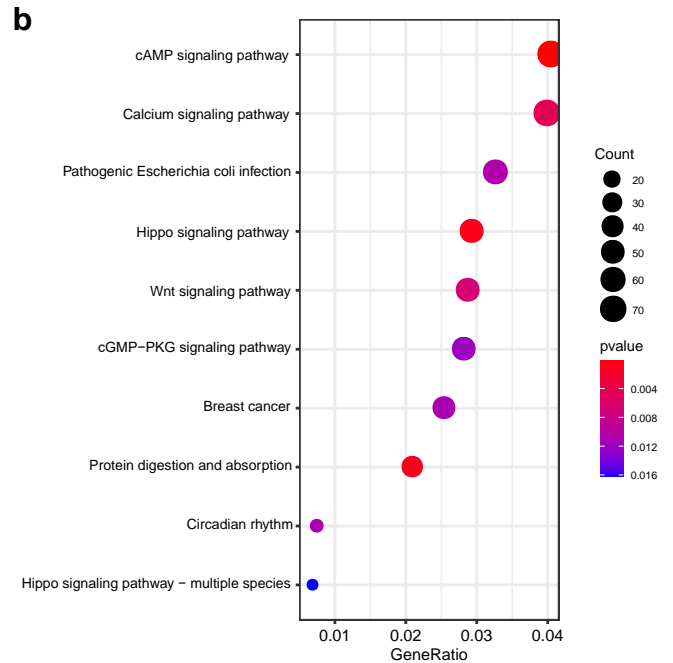 b
cAMP signaling pathway
Calcium signaling pathway
Pathogenic Escherichia coli infection
Hippo signaling pathway
Wnt signaling pathway
cGMP−PKG signaling pathway
Breast cancer
Protein digestion and absorption
Circadian rhythm
Hippo signaling pathway − multiple species
0.01 0.02 0.03 0.04
GeneRatio
Count
20
30
40
50
60
70
pvalue
0.004
0.008
0.012
0.016